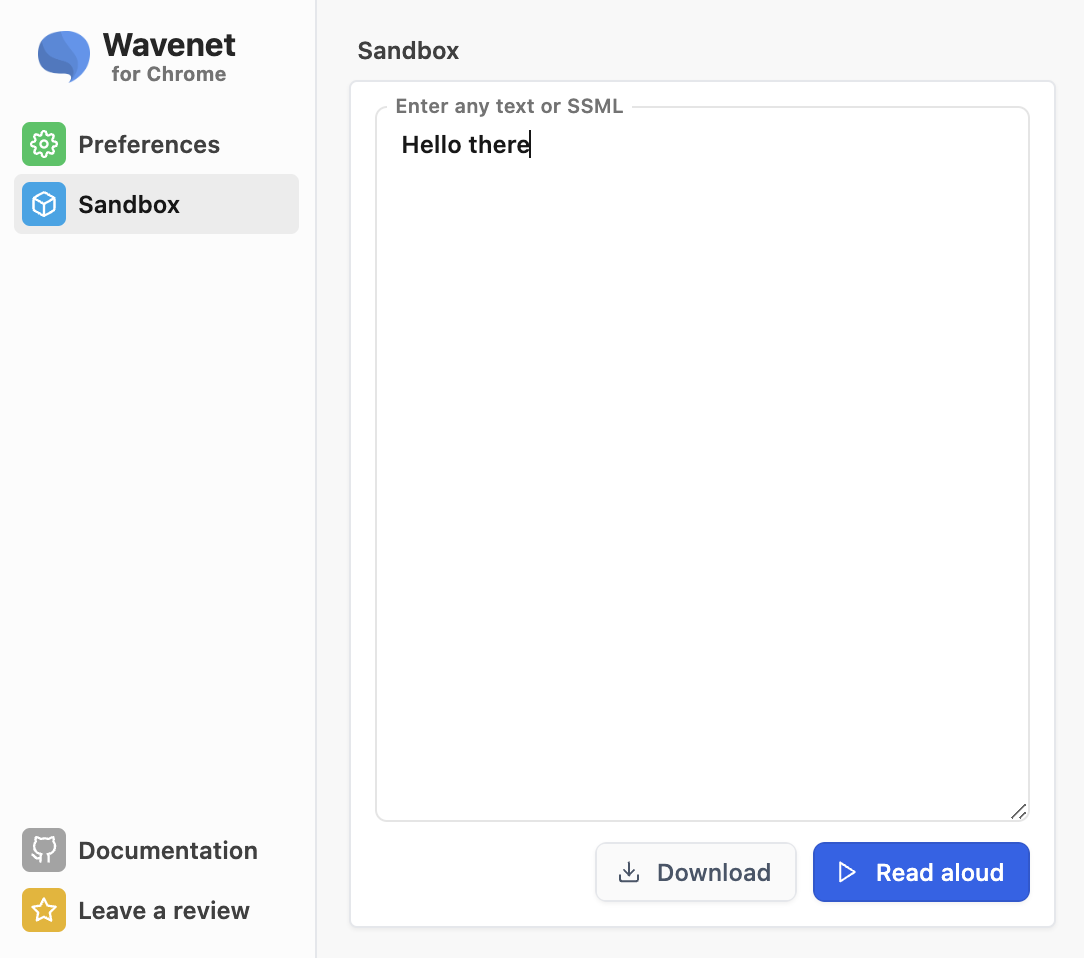 Wavenet
for Chrome
Preferences
Sandbox
Documentation
Leave a review
Sandbox
Enter any text or SSML
Hello there
Download
Read aloud